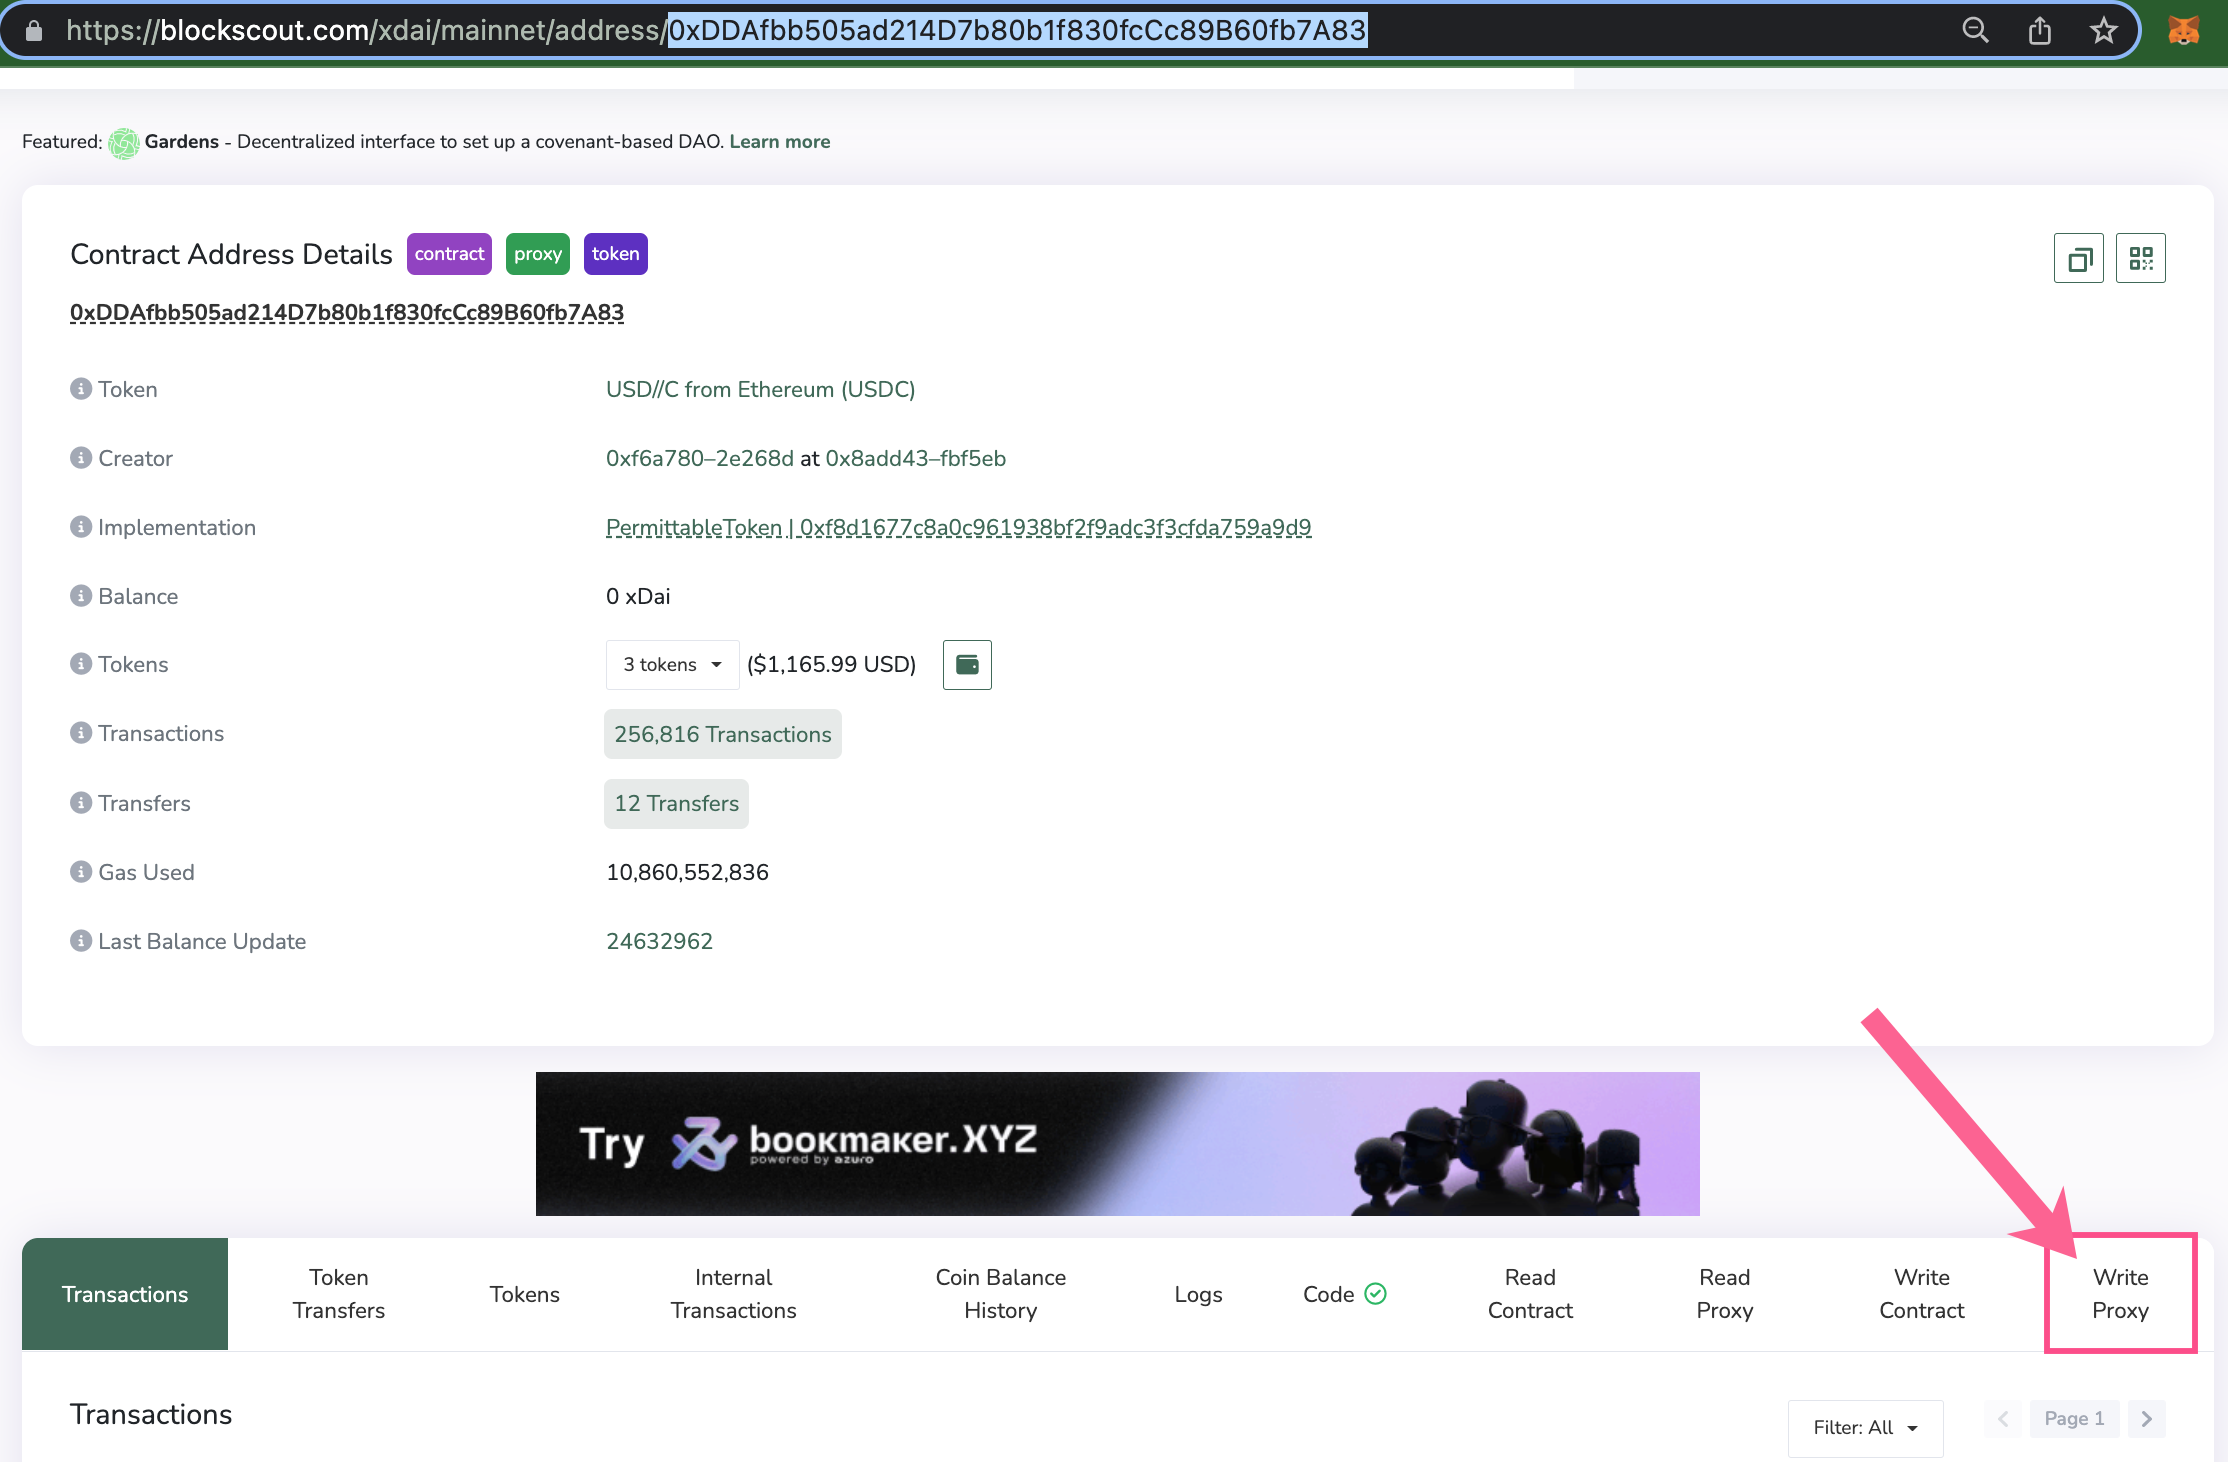 https://blockscout.com/xdai/mainnet/address/0xDDAfbb505ad214D7b80b1f830fcCc89B60fb7A83
Featured: Gardens - Decentralized interface to set up a covenant-based DAO. Learn more
Contract Address Details contract proxy token
0xDDAfbb505ad214D7b80b1f830fcCc89B60fb7A83
Token USD//C from Ethereum (USDC)
Creator 0xf6a780–2e268d at 0x8add43–fbf5eb
Implementation PermittableToken | 0xf8d1677c8a0c961938bf2f9adc3f3cfda759a9d9
Balance 0 xDai
Tokens 3 tokens ($1,165.99 USD)
Transactions 256,816 Transactions
Transfers 12 Transfers
Gas Used 10,860,552,836
Last Balance Update 24632962
Try bookmaker.XYZ
powered by azuro
Transactions
Token
Transfers
Tokens
Internal
Transactions
Coin Balance
History
Logs
Code
Read
Contract
Read
Proxy
Write
Contract
Write
Proxy
Transactions
Filter: All
Page 1